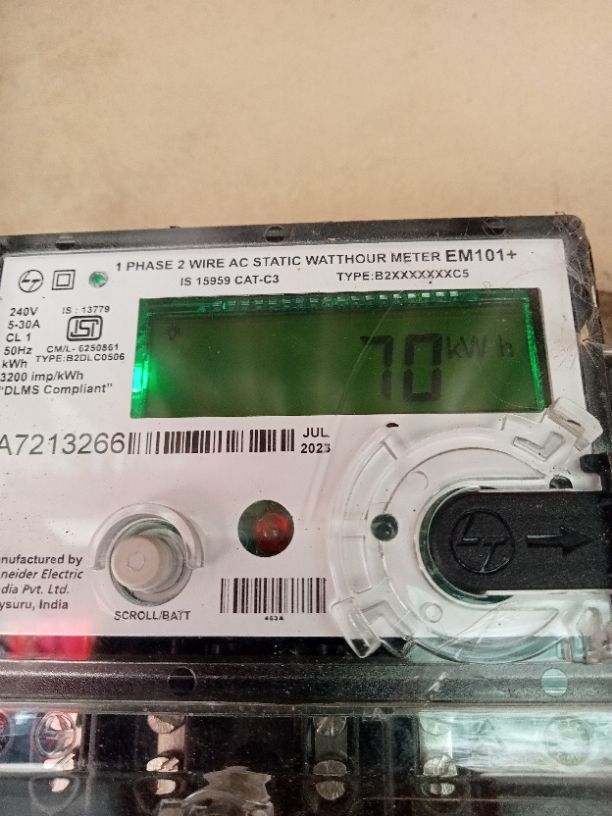 1 PHASE 2 WIRE AC STATIC WATTHOUR METER EM101+
IS 15959 CAT-C3 TYPE:B2XXXXXXXC5
240V
5-30A
CL 1
50Hz
kWh
3200 imp/kWh
"DLMS Compliant"
IS : 13779
CM/L- 6250861
TYPE:B2DLC0506
70 kWh
A7213266
JUL
2023
SCROLL/BATT
463A
LT
nufactured by
neider Electric
dia Pvt. Ltd.
ysuru, India